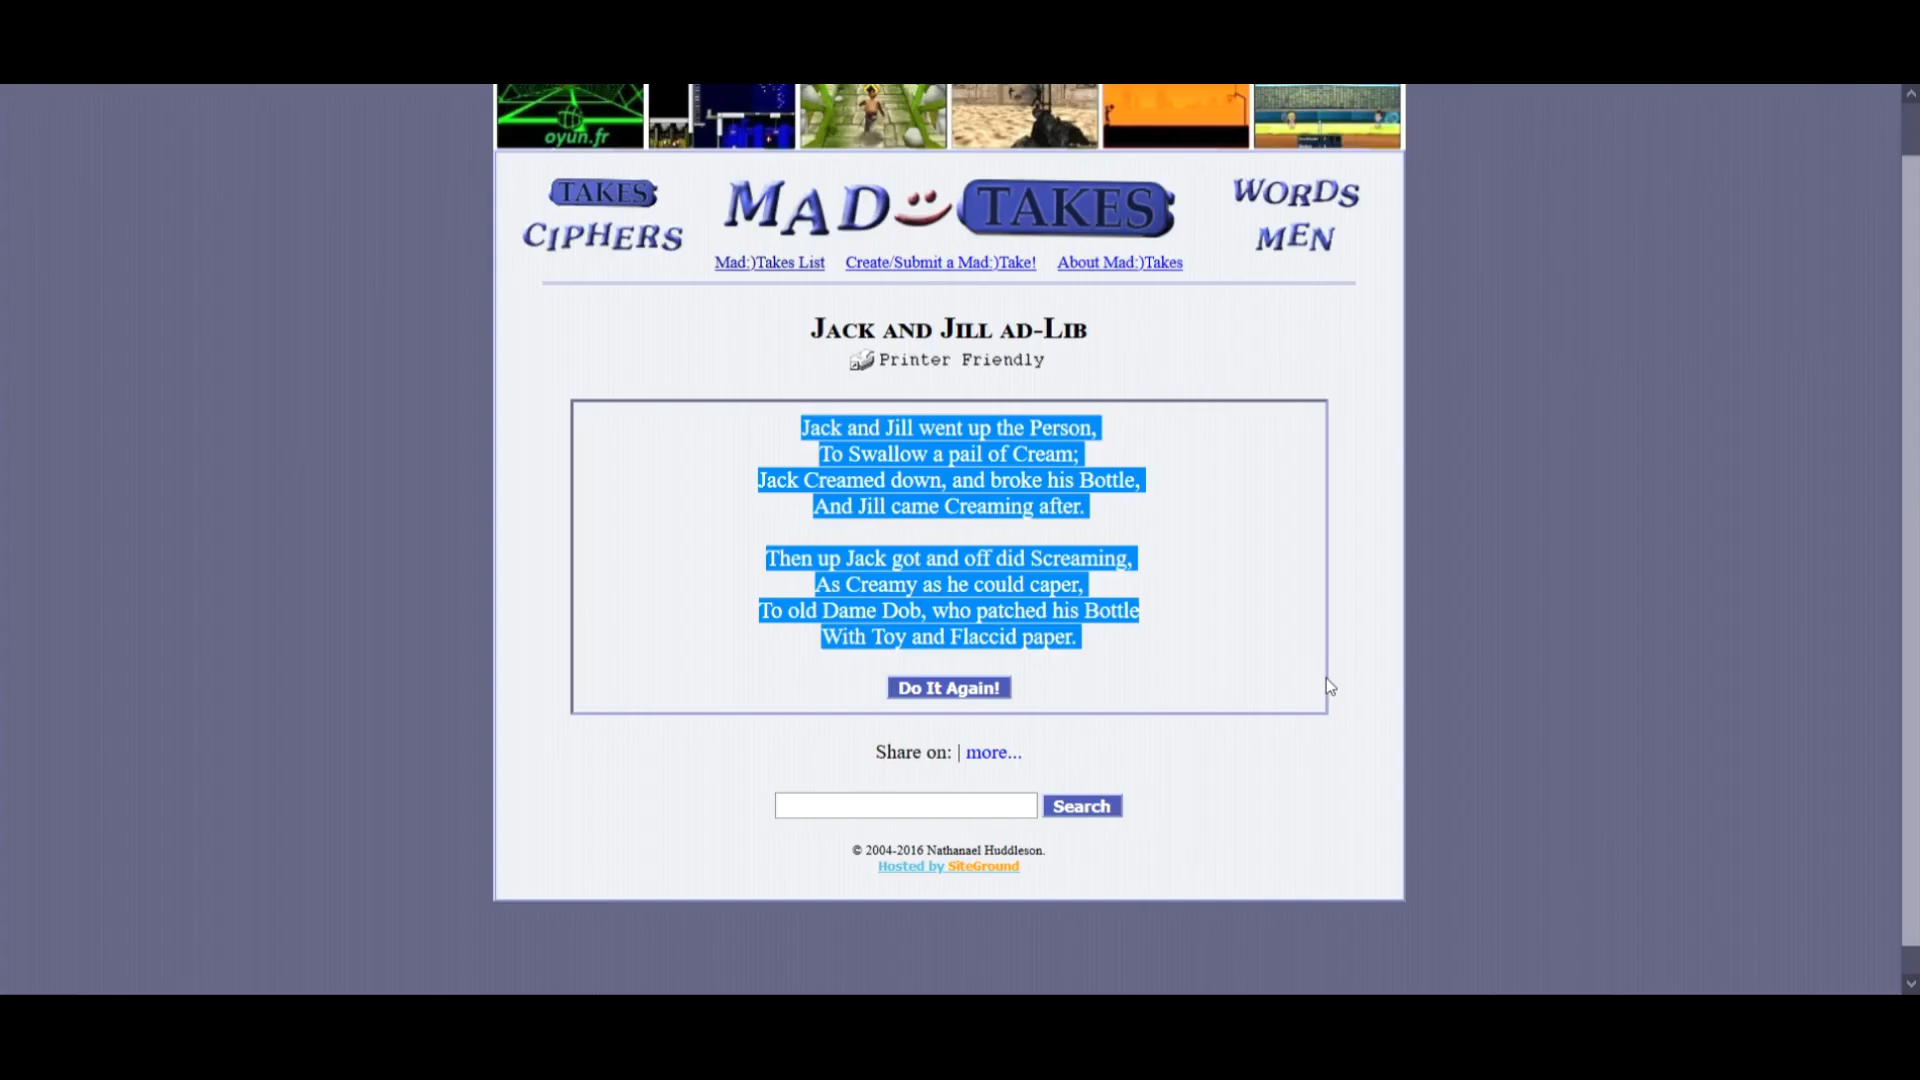 oyun.fr
TAKES
CIPHERS
MAD:)TAKES
WORDS
MEN
Mad:)Takes List
Create/Submit a Mad:)Take!
About Mad:)Takes
Jack and Jill ad-Lib
Printer Friendly
Jack and Jill went up the Person,
To Swallow a pail of Cream;
Jack Creamed down, and broke his Bottle,
And Jill came Creaming after.
Then up Jack got and off did Screaming,
As Creamy as he could caper,
To old Dame Dob, who patched his Bottle
With Toy and Flaccid paper.
Do It Again!
Share on: | more...
Search
© 2004-2016 Nathanael Huddleson.
Hosted by SiteGround